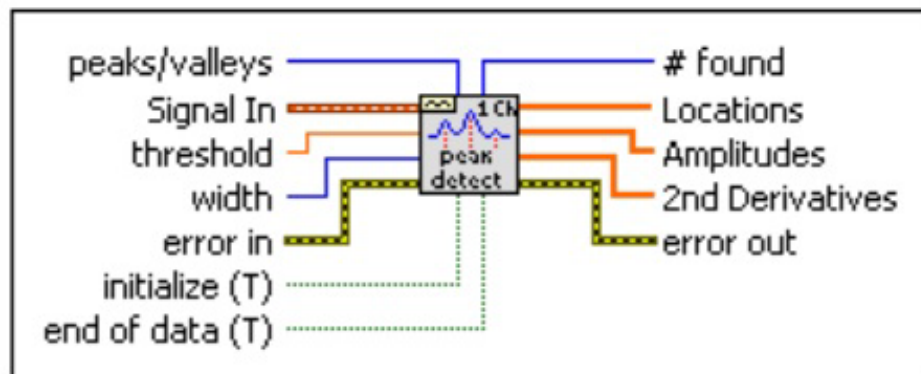 peaks/valleys
Signal In
threshold
width
error in
initialize (T)
end of data (T)
1 Ch
peak
detect
# found
Locations
Amplitudes
2nd Derivatives
error out